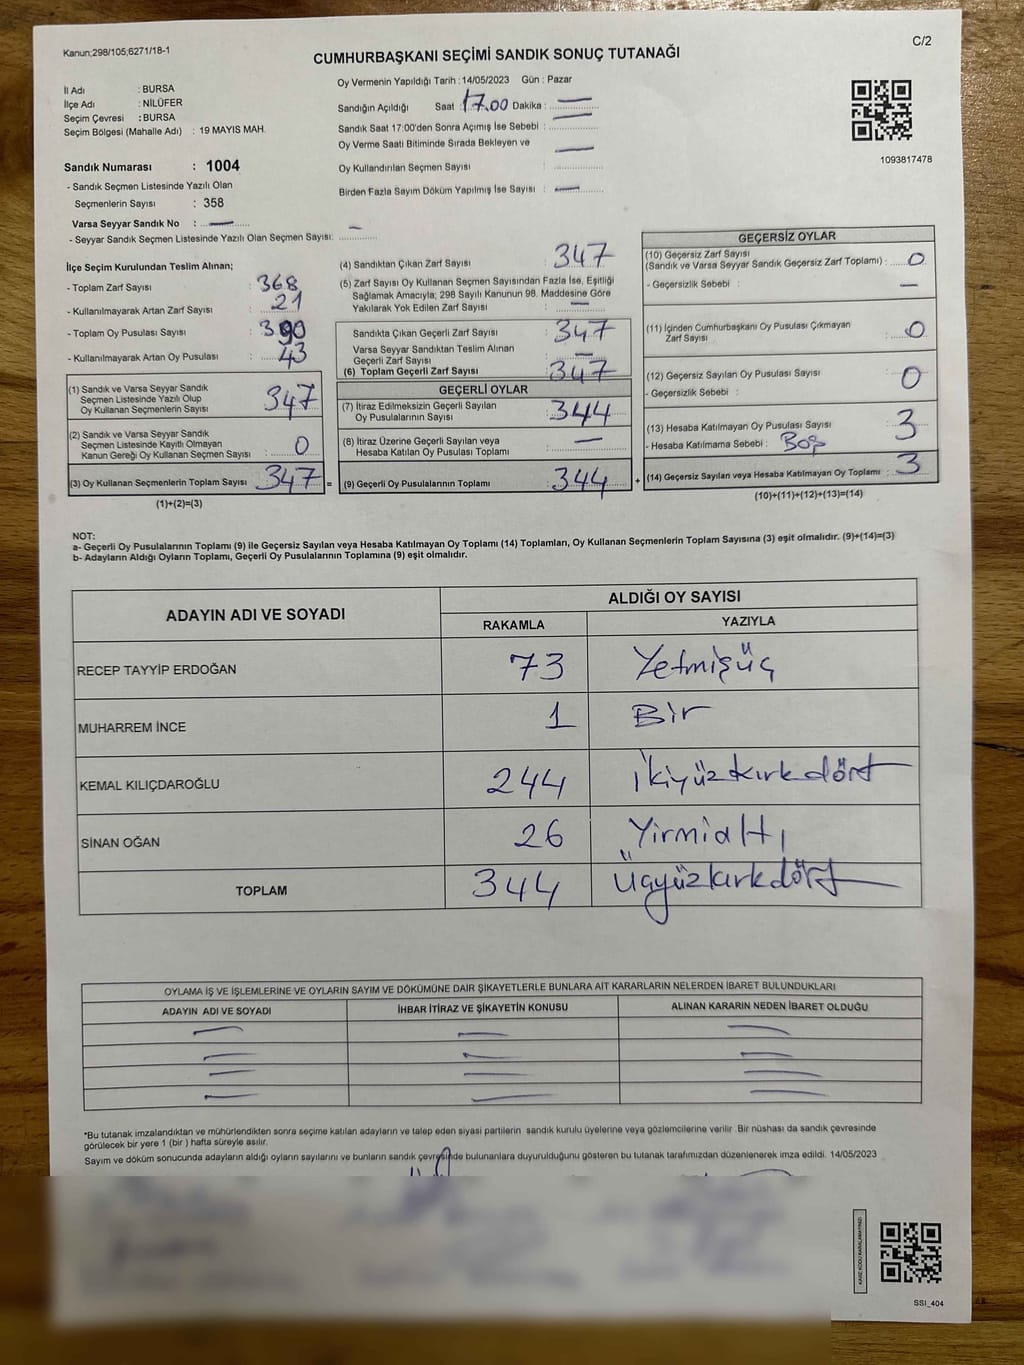 Kanun;298/105;6271/18-1
C/2
CUMHURBAŞKANI SEÇİMİ SANDIK SONUÇ TUTANAĞI
İl Adı : BURSA
İlçe Adı : NİLÜFER
Seçim Çevresi : BURSA
Seçim Bölgesi (Mahalle Adı) : 19 MAYIS MAH.
Sandık Numarası : 1004
- Sandık Seçmen Listesinde Yazılı Olan
Seçmenlerin Sayısı : 358
Varsa Seyyar Sandık No : —
- Seyyar Sandık Seçmen Listesinde Yazılı Olan Seçmen Sayısı: —
Oy Vermenin Yapıldığı Tarih : 14/05/2023 Gün : Pazar
Sandığın Açıldığı Saat : 17.00 Dakika : —
Sandık Saat 17:00'den Sonra Açımış İse Sebebi : —
Oy Verme Saati Bitiminde Sırada Bekleyen ve
Oy Kullandırılan Seçmen Sayısı : —
Birden Fazla Sayım Döküm Yapılmış İse Sayısı : —
1093817478
İlçe Seçim Kurulundan Teslim Alınan;
- Toplam Zarf Sayısı : 368
- Kullanılmayarak Artan Zarf Sayısı : 21
- Toplam Oy Pusulası Sayısı : 390
- Kullanılmayarak Artan Oy Pusulası : 43
(1) Sandık ve Varsa Seyyar Sandık
Seçmen Listesinde Yazılı Olup
Oy Kullanan Seçmenlerin Sayısı : 347
(2) Sandık ve Varsa Seyyar Sandık
Seçmen Listesinde Kayıtlı Olmayan
Kanun Gereği Oy Kullanan Seçmen Sayısı : 0
(3) Oy Kullanan Seçmenlerin Toplam Sayısı : 347 =
(1)+(2)=(3)
(4) Sandıktan Çıkan Zarf Sayısı : 347
(5) Zarf Sayısı Oy Kullanan Seçmen Sayısından Fazla İse, Eşitliği
Sağlamak Amacıyla; 298 Sayılı Kanunun 98. Maddesine Göre
Yakılarak Yok Edilen Zarf Sayısı : —
Sandıkta Çıkan Geçerli Zarf Sayısı : 347
Varsa Seyyar Sandıktan Teslim Alınan
Geçerli Zarf Sayısı : —
(6) Toplam Geçerli Zarf Sayısı : 347
GEÇERLİ OYLAR
(7) İtiraz Edilmeksizin Geçerli Sayılan
Oy Pusulalarının Sayısı : 344
(8) İtiraz Üzerine Geçerli Sayılan veya
Hesaba Katılan Oy Pusulası Toplamı : —
(9) Geçerli Oy Pusulalarının Toplamı : 344 +
GEÇERSİZ OYLAR
(10) Geçersiz Zarf Sayısı
(Sandık ve Varsa Seyyar Sandık Geçersiz Zarf Toplamı) : 0
- Geçersizlik Sebebi : —
(11) İçinden Cumhurbaşkanı Oy Pusulası Çıkmayan
Zarf Sayısı : 0
(12) Geçersiz Sayılan Oy Pusulası Sayısı : 0
- Geçersizlik Sebebi :
(13) Hesaba Katılmayan Oy Pusulası Sayısı : 3
- Hesaba Katılmama Sebebi : Boş
(14) Geçersiz Sayılan veya Hesaba Katılmayan Oy Toplamı : 3
(10)+(11)+(12)+(13)=(14)
NOT:
a- Geçerli Oy Pusulalarının Toplamı (9) ile Geçersiz Sayılan veya Hesaba Katılmayan Oy Toplamı (14) Toplamları, Oy Kullanan Seçmenlerin Toplam Sayısına (3) eşit olmalıdır. (9)+(14)=(3)
b- Adayların Aldığı Oyların Toplamı, Geçerli Oy Pusulalarının Toplamına (9) eşit olmalıdır.
ADAYIN ADI VE SOYADI
ALDIĞI OY SAYISI
RAKAMLA YAZIYLA
RECEP TAYYİP ERDOĞAN 73 Yetmişüç
MUHARREM İNCE 1 Bir
KEMAL KILIÇDAROĞLU 244 ikiyüzkırkdört
SİNAN OĞAN 26 Yirmialtı
TOPLAM 344 Üçyüzkırkdört
OYLAMA İŞ VE İŞLEMLERİNE VE OYLARIN SAYIM VE DÖKÜMÜNE DAİR ŞİKAYETLERLE BUNLARA AİT KARARLARIN NELERDEN İBARET BULUNDUKLARI
ADAYIN ADI VE SOYADI İHBAR İTİRAZ VE ŞİKAYETİN KONUSU ALINAN KARARIN NEDEN İBARET OLDUĞU
— — —
— — —
— — —
— — —
*Bu tutanak imzalandıktan ve mühürlendikten sonra seçime katılan adayların ve talep eden siyasi partilerin sandık kurulu üyelerine veya gözlemcilerine verilir. Bir nüshası da sandık çevresinde
görülecek bir yere 1 (bir) hafta süreyle asılır.
Sayım ve döküm sonucunda adayların aldığı oyların sayılarını ve bunların sandık çevresinde bulunanlara duyurulduğunu gösteren bu tutanak tarafımızdan düzenlenerek imza edildi. 14/05/2023
SSI_404